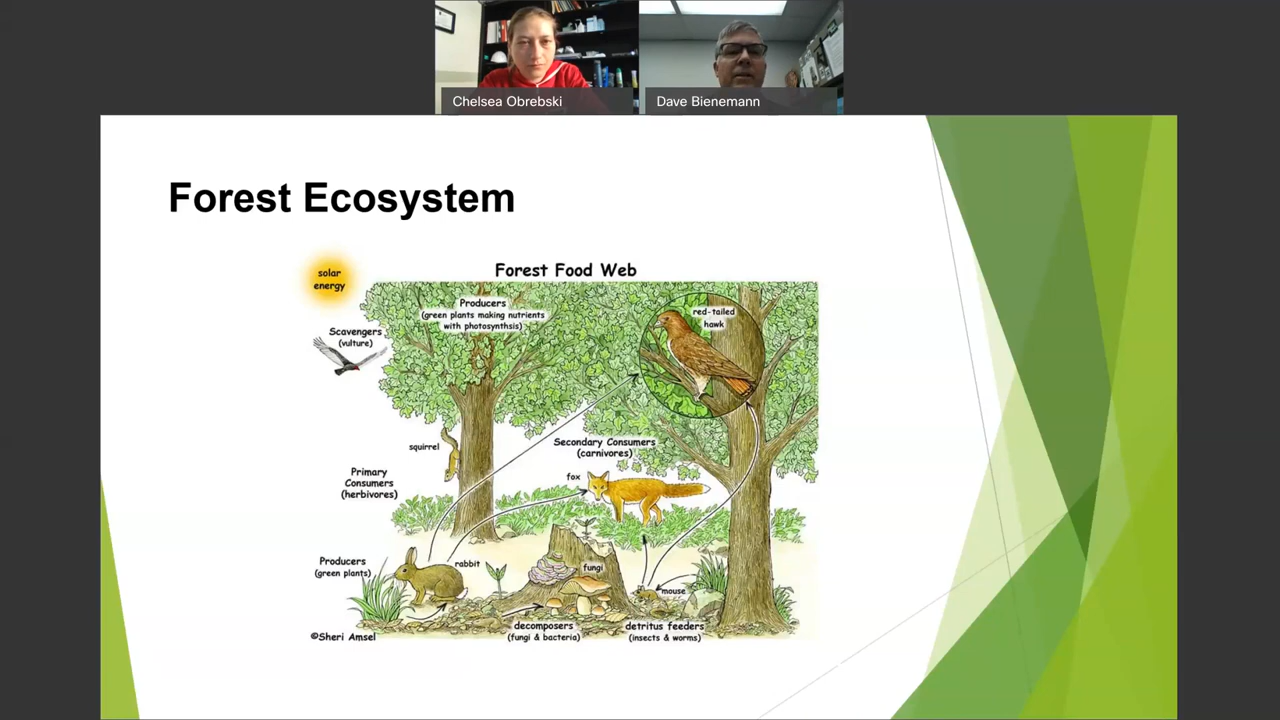 Chelsea Obrebski
Dave Bienemann
Forest Ecosystem
Forest Food Web
solar
energy
Producers
(green plants making nutrients
with photosynthsis)
red-tailed
hawk
Scavengers
(vulture)
squirrel
Secondary Consumers
(carnivores)
Primary
Consumers
(herbivores)
fox
Producers
(green plants)
rabbit
fungi
mouse
decomposers
(fungi & bacteria)
detritus feeders
(insects & worms)
©Sheri Amsel